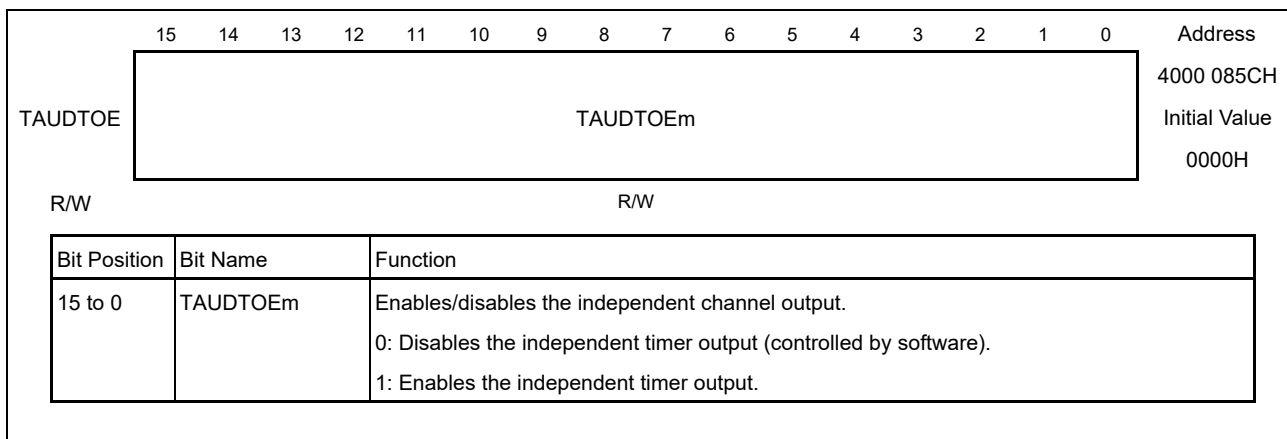 15 14 13 12 11 10 9 8 7 6 5 4 3 2 1 0 Address
4000 085CH
TAUDTOE TAUDTOEm Initial Value
0000H
R/W R/W
Bit Position Bit Name Function
15 to 0 TAUDTOEm Enables/disables the independent channel output.
0: Disables the independent timer output (controlled by software).
1: Enables the independent timer output.